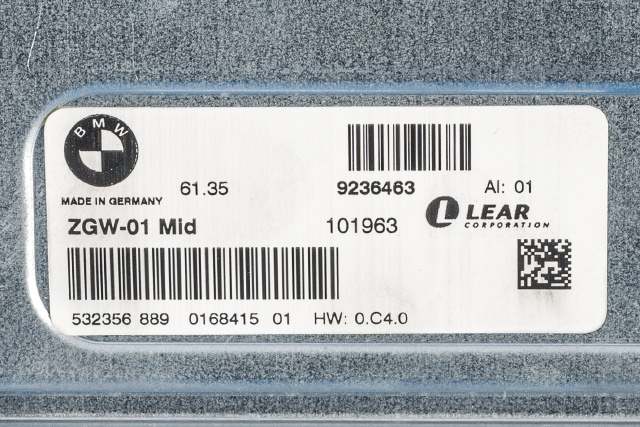 BMW
MADE IN GERMANY
61.35
9236463
AI: 01
ZGW-01 Mid
101963
LEAR
CORPORATION
532356 889 0168415 01 HW: 0.C4.0